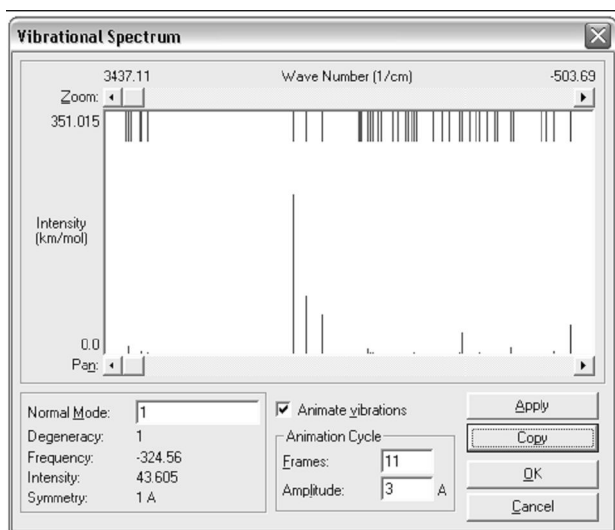 Vibrational Spectrum
3437.11 Wave Number (1/cm) -503.69
Zoom:
351.015
Intensity
(km/mol)
0.0
Pan:
Normal Mode: 1
Degeneracy: 1
Frequency: -324.56
Intensity: 43.605
Symmetry: 1 A
Animate vibrations
Animation Cycle
Frames: 11
Amplitude: 3 A
Apply
Copy
OK
Cancel